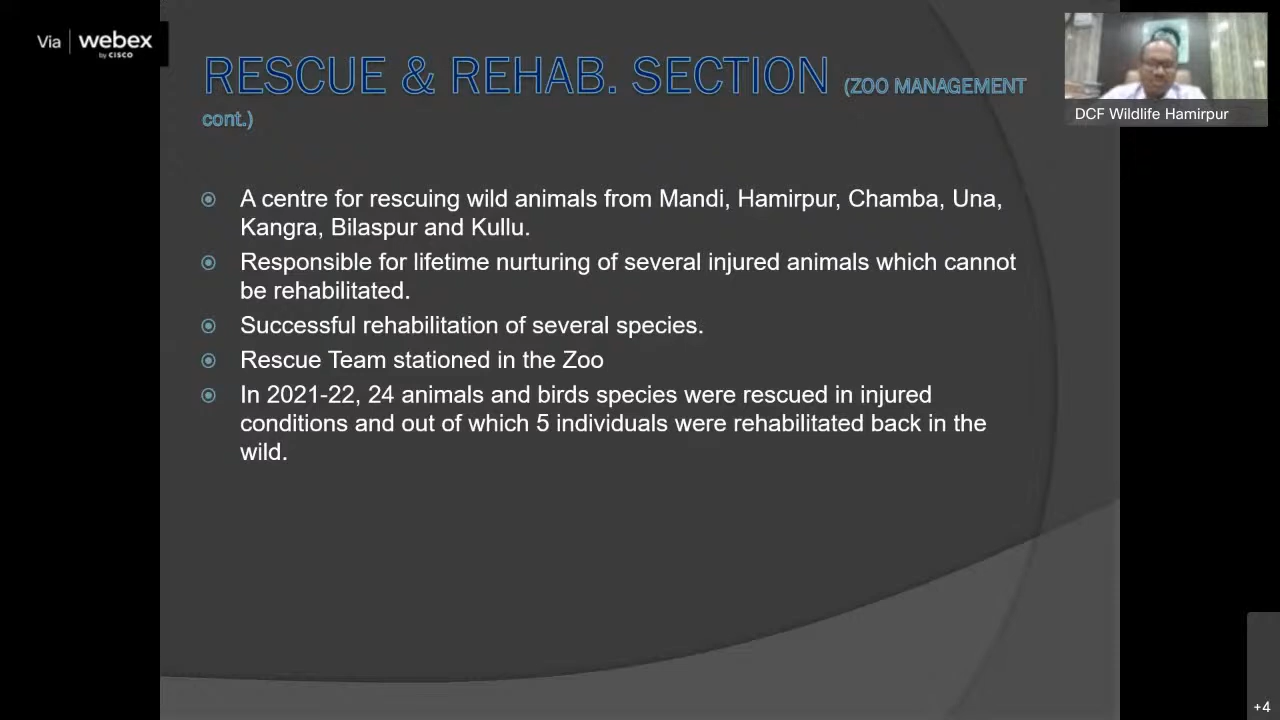 Via | webex
by CISCO
RESCUE & REHAB. SECTION (ZOO MANAGEMENT
cont.)
DCF Wildlife Hamirpur
A centre for rescuing wild animals from Mandi, Hamirpur, Chamba, Una,
Kangra, Bilaspur and Kullu.
Responsible for lifetime nurturing of several injured animals which cannot
be rehabilitated.
Successful rehabilitation of several species.
Rescue Team stationed in the Zoo
In 2021-22, 24 animals and birds species were rescued in injured
conditions and out of which 5 individuals were rehabilitated back in the
wild.
+4